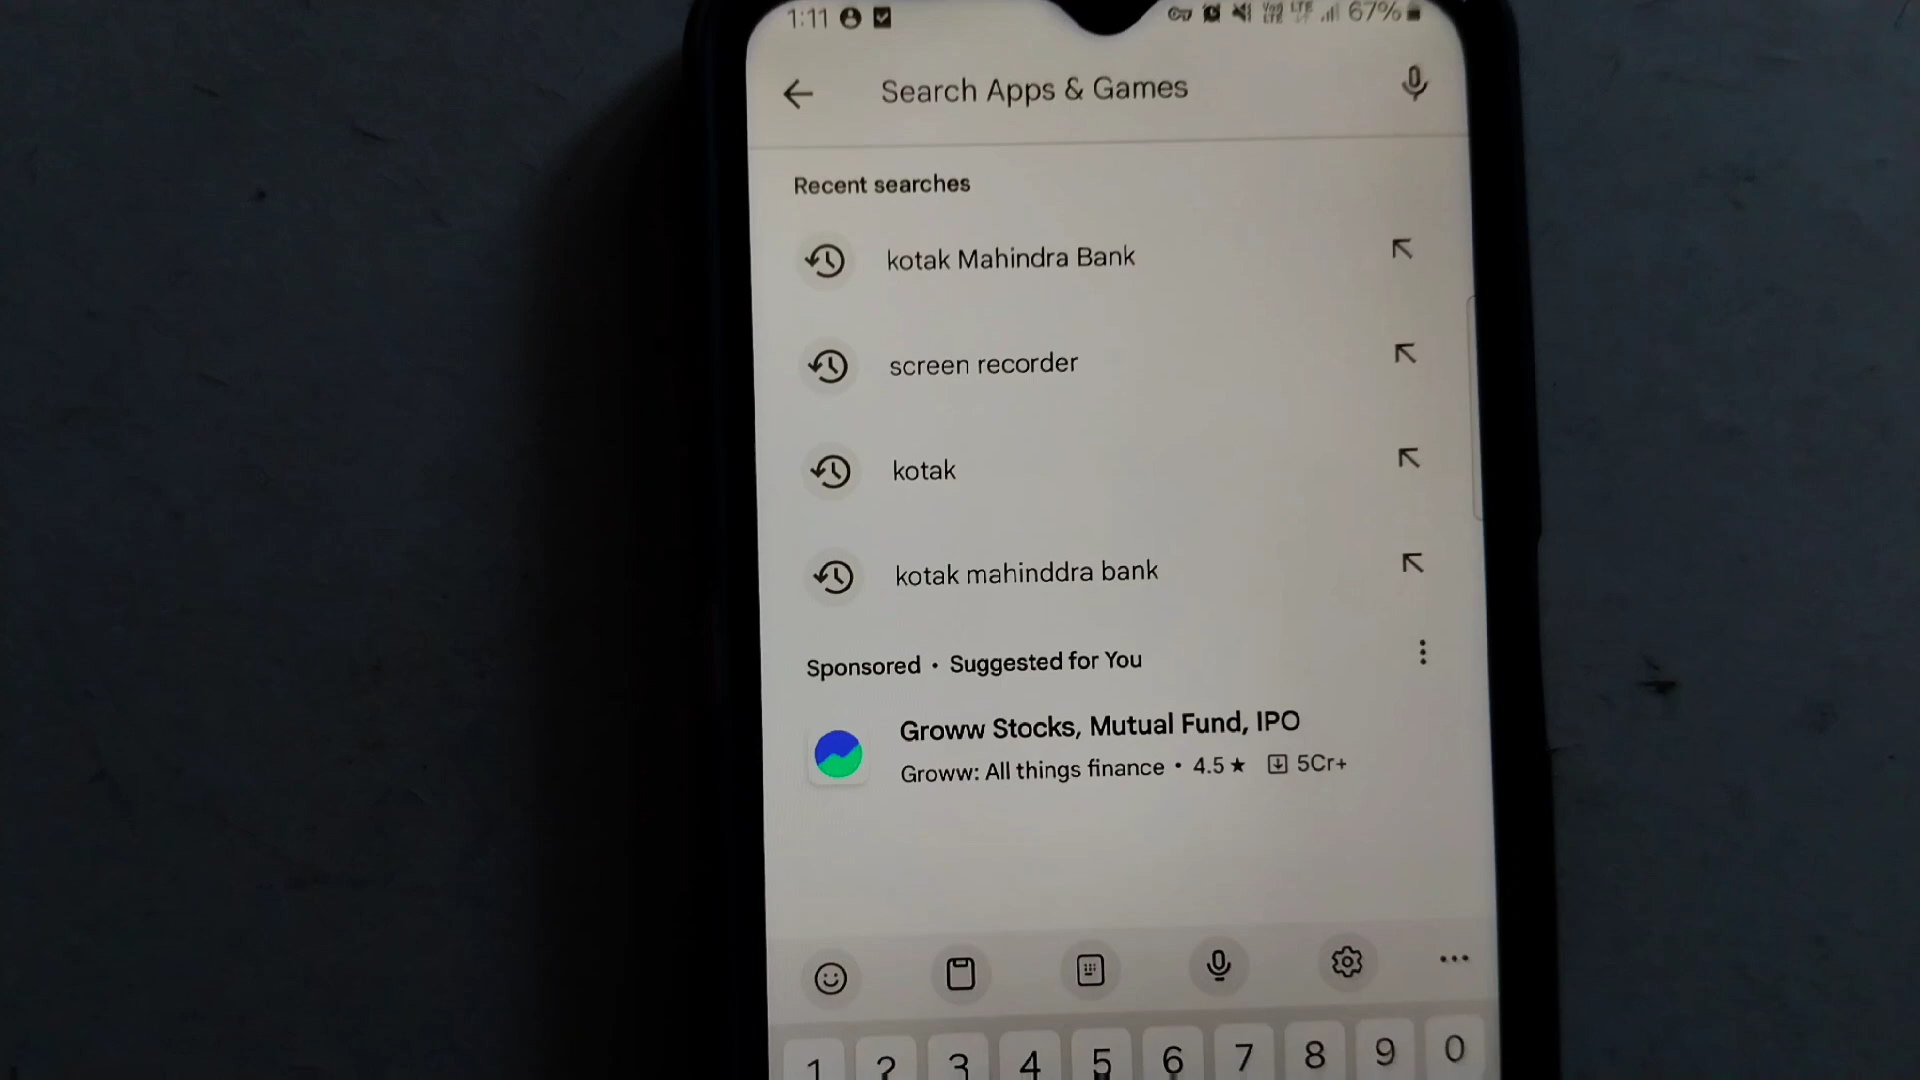 1:11 67%
Search Apps & Games
Recent searches
kotak Mahindra Bank
screen recorder
kotak
kotak mahinddra bank
Sponsored • Suggested for You
Groww Stocks, Mutual Fund, IPO
Groww: All things finance • 4.5 ★ 5Cr+
1 2 3 4 5 6 7 8 9 0